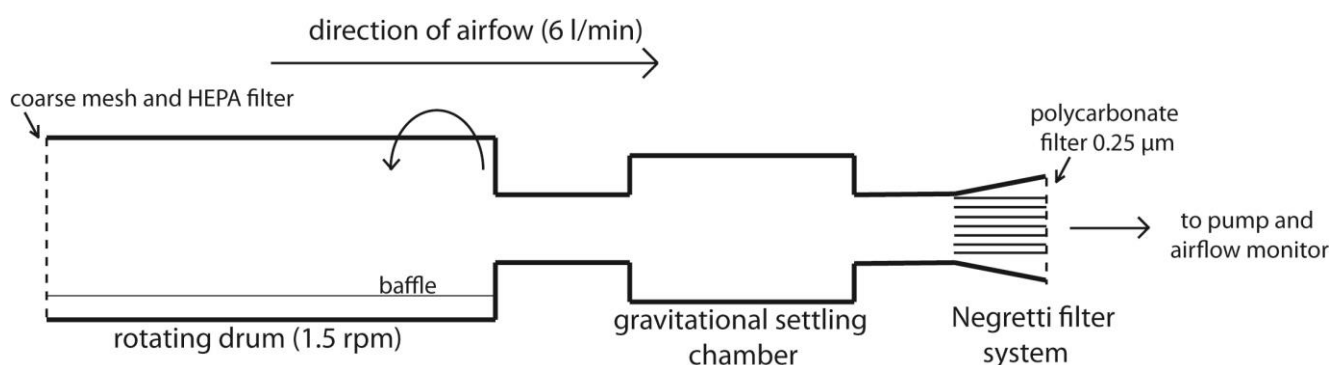 direction of airfow (6 l/min)
coarse mesh and HEPA filter
polycarbonate
filter 0.25 µm
to pump and
airflow monitor
baffle
rotating drum (1.5 rpm)
gravitational settling
chamber
Negretti filter
system